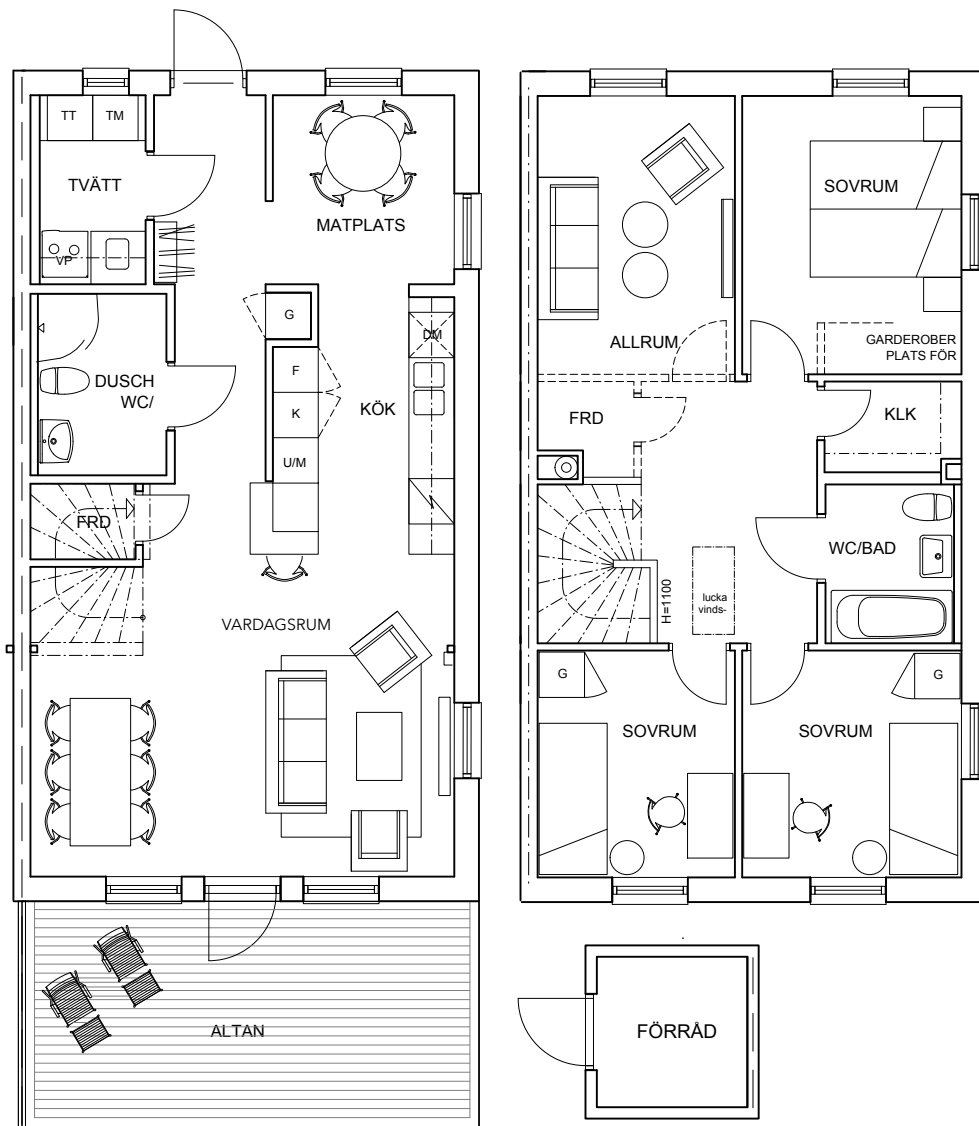 TT
TM
TVÄTT
VP
MATPLATS
G
DM
F
K
U/M
KÖK
DUSCH
WC/
FRD
VARDAGSRUM
ALTAN
SOVRUM
ALLRUM
GARDEROBER
PLATS FÖR
FRD
KLK
WC/BAD
H=1100
lucka
vinds-
G
SOVRUM
G
SOVRUM
FÖRRÅD